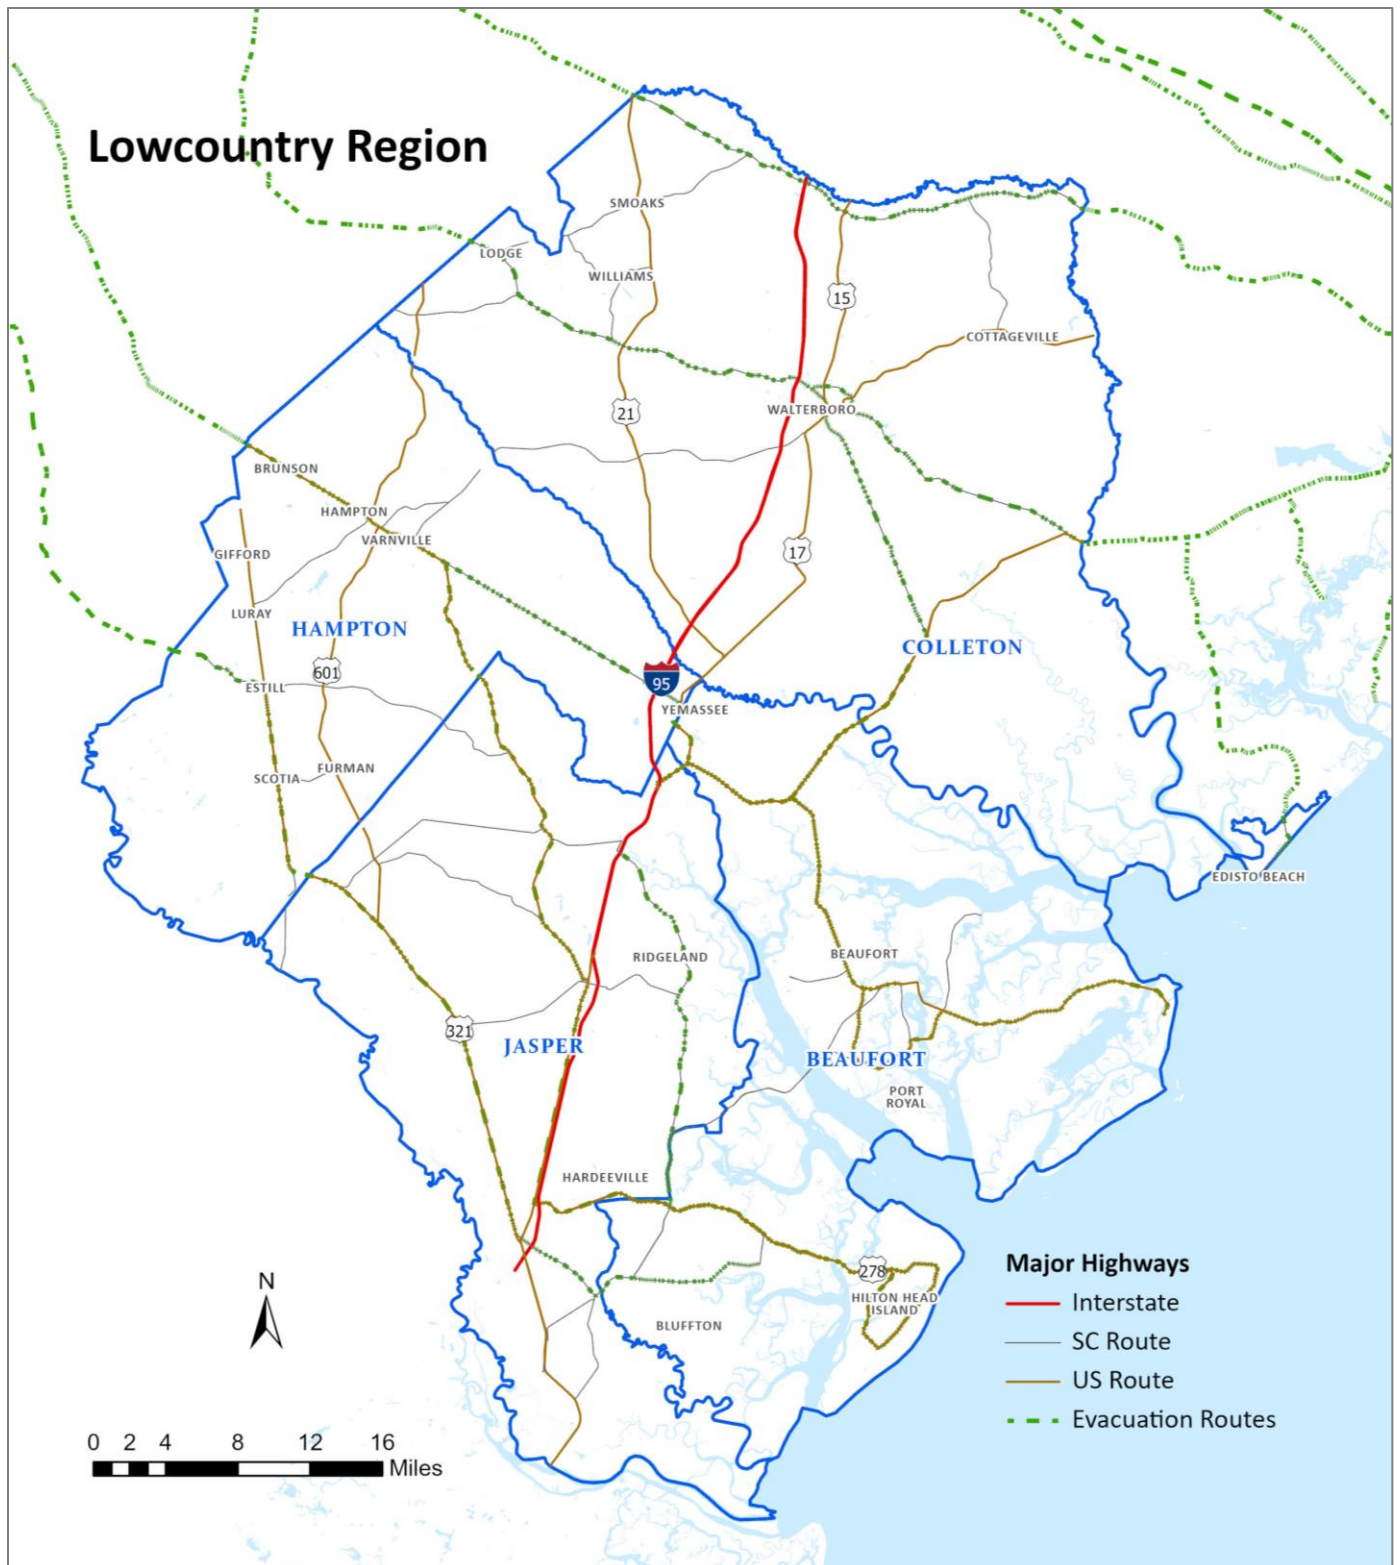 Lowcountry Region
SMOAKS
LODGE
WILLIAMS
15
COTTAGEVILLE
21
WALTERBORO
BRUNSON
HAMPTON
VARNVILLE
GIFFORD
17
LURAY
HAMPTON
COLLETON
601
ESTILL
95
YEMASSEE
SCOTIA
FURMAN
EDISTO BEACH
RIDGELAND
BEAUFORT
321
JASPER
BEAUFORT
PORT
ROYAL
HARDEEVILLE
278
HILTON HEAD
ISLAND
BLUFFTON
N
0 2 4 8 12 16
Miles
Major Highways
Interstate
SC Route
US Route
Evacuation Routes